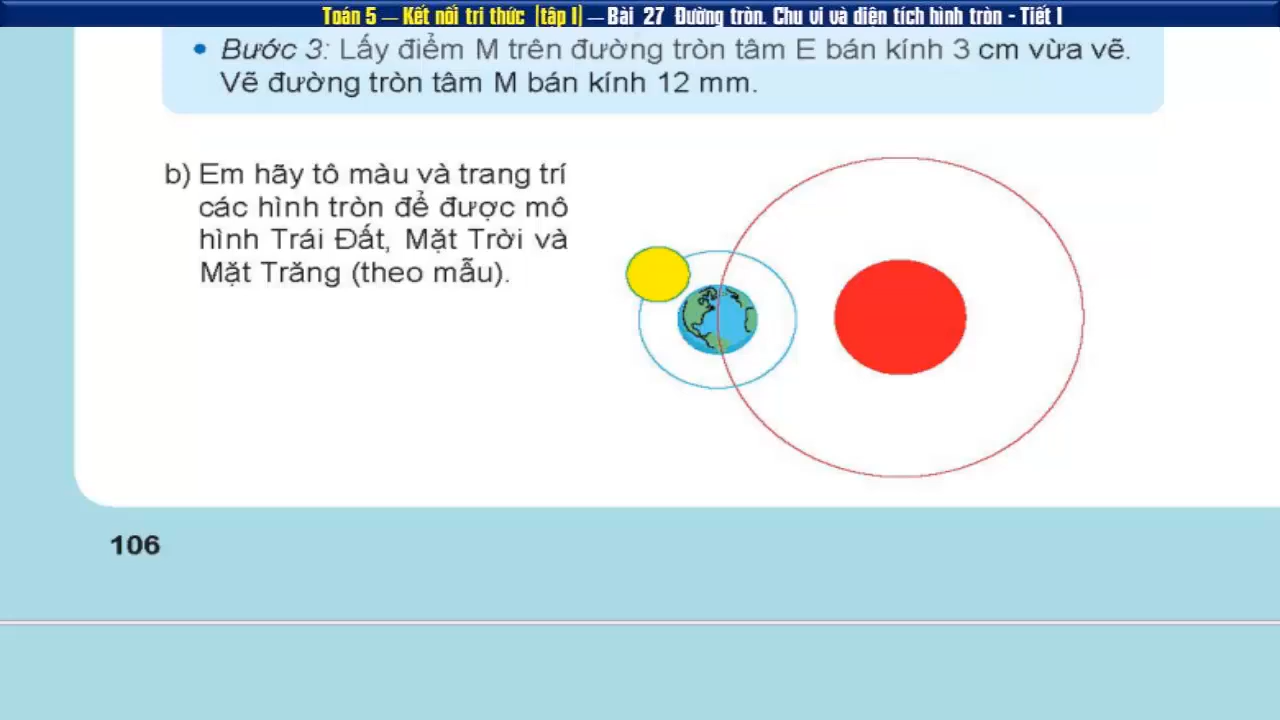 Toán 5 – Kết nối tri thức [tập 1] – Bài 27 Đường tròn. Chu vi và diện tích hình tròn - Tiết 1
• Bước 3: Lấy điểm M trên đường tròn tâm E bán kính 3 cm vừa vẽ.
Vẽ đường tròn tâm M bán kính 12 mm.
b) Em hãy tô màu và trang trí
các hình tròn để được mô
hình Trái Đất, Mặt Trời và
Mặt Trăng (theo mẫu).
106